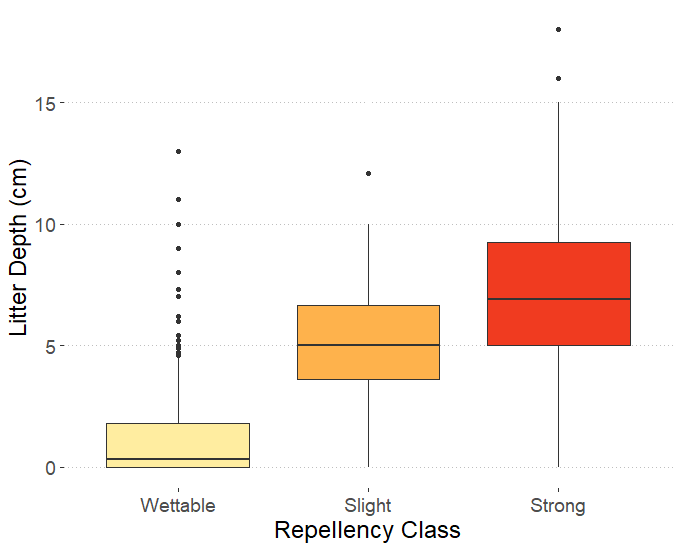 Litter Depth (cm)
15
10
5
0
Wettable Slight Strong
Repellency Class